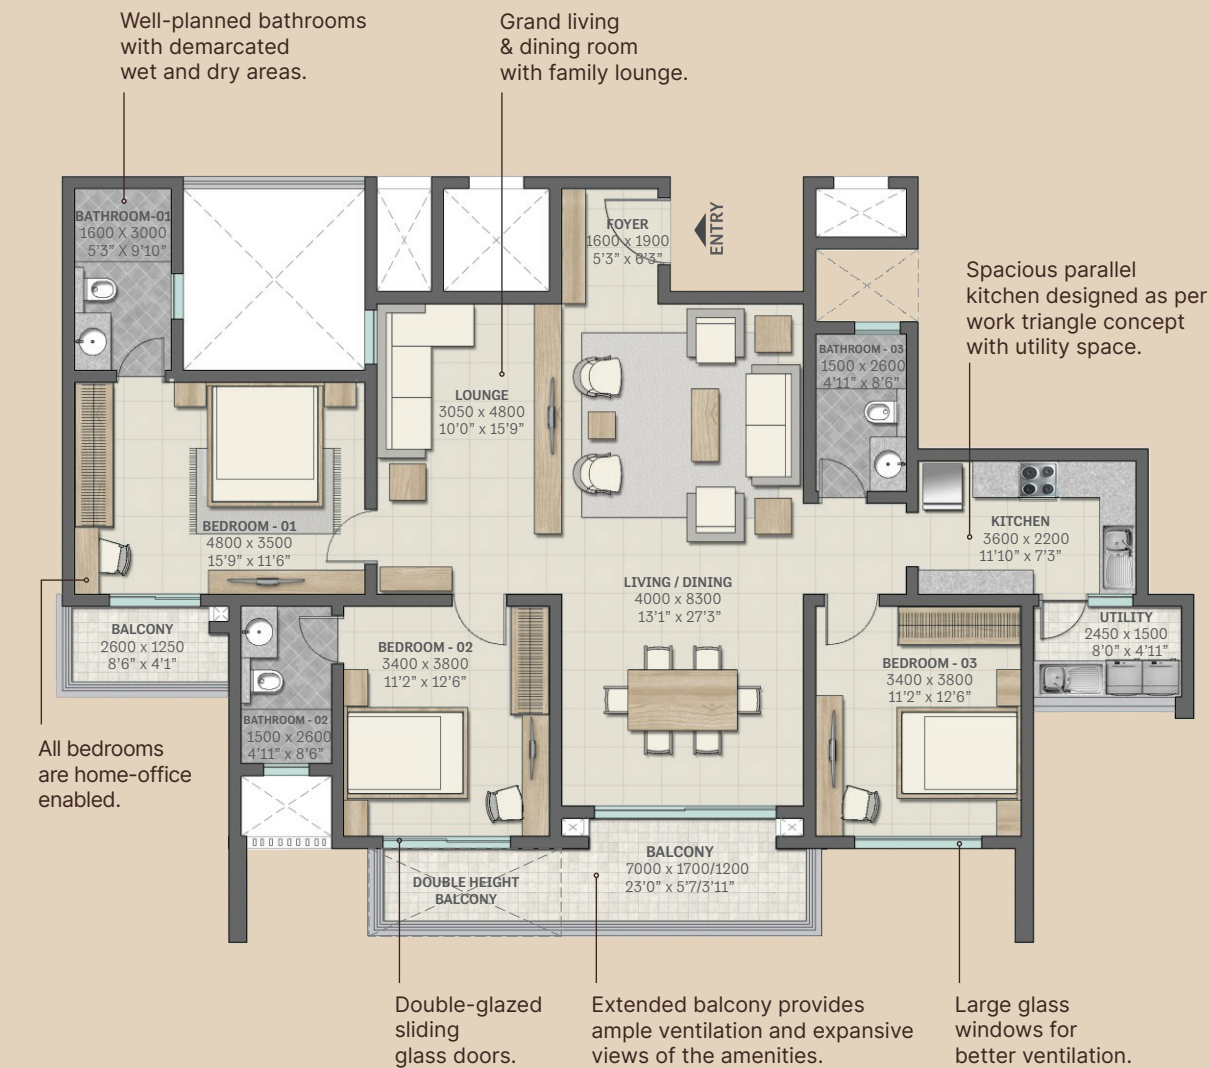 Well-planned bathrooms
with demarcated
wet and dry areas.
Grand living
& dining room
with family lounge.
BATHROOM-01
1600 X 3000
5'3” X 9'10”
FOYER
1600 x 1900
5'3” x 6'3”
ENTRY
Spacious parallel
kitchen designed as per
work triangle concept
with utility space.
LOUNGE
3050 x 4800
10'0” x 15'9”
BATHROOM - 03
1500 x 2600
4'11” x 8'6”
BEDROOM - 01
4800 x 3500
15'9” x 11'6”
KITCHEN
3600 x 2200
11'10” x 7'3”
LIVING / DINING
4000 x 8300
13'1” x 27'3”
BALCONY
2600 x 1250
8'6” x 4'1”
BEDROOM - 02
3400 x 3800
11'2” x 12'6”
BEDROOM - 03
3400 x 3800
11'2” x 12'6”
UTILITY
2450 x 1500
8'0” x 4'11”
BATHROOM - 02
1500 x 2600
4'11” x 8'6”
All bedrooms
are home-office
enabled.
BALCONY
7000 x 1700/1200
23'0” x 5'7/3'11”
DOUBLE HEIGHT
BALCONY
Double-glazed
sliding
glass doors.
Extended balcony provides
ample ventilation and expansive
views of the amenities.
Large glass
windows for
better ventilation.